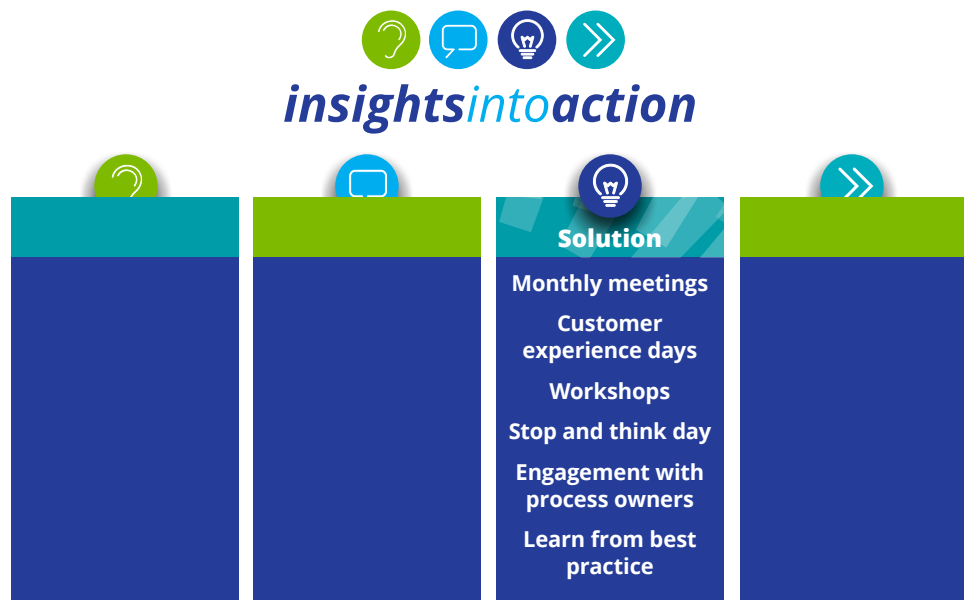 insightsintoaction
Solution
Monthly meetings
Customer
experience days
Workshops
Stop and think day
Engagement with
process owners
Learn from best
practice